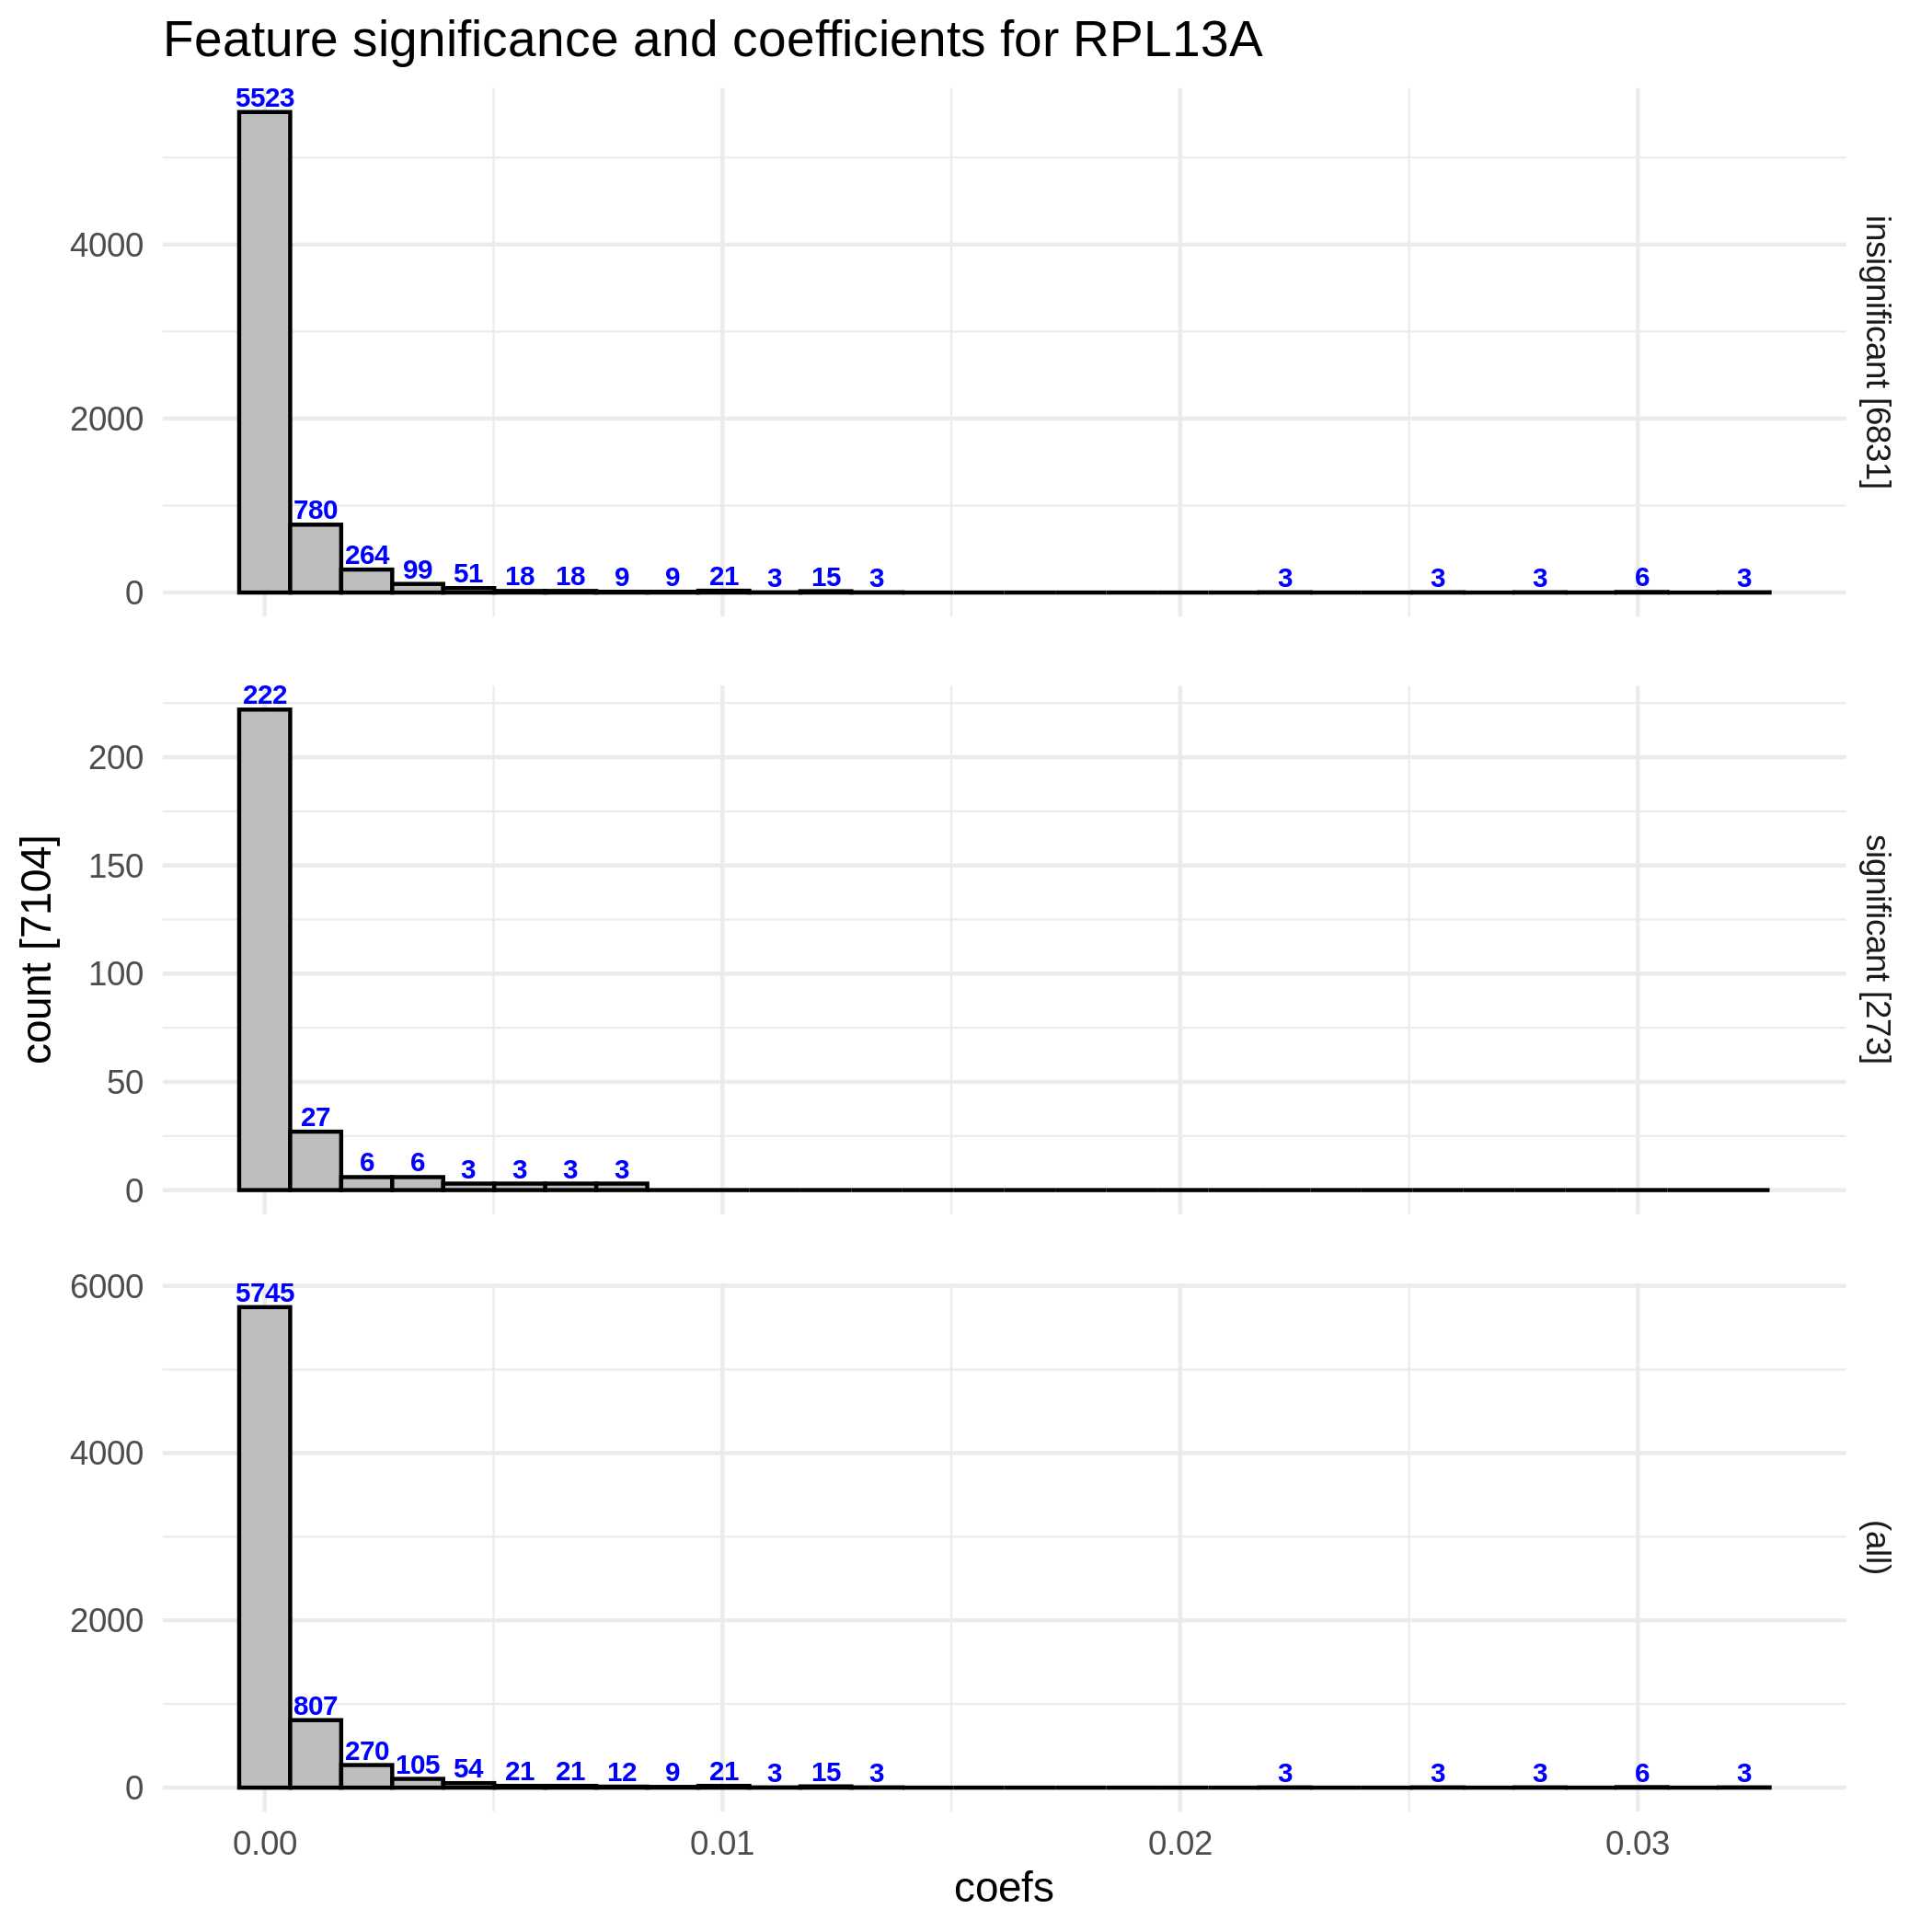 Feature significance and coefficients for RPL13A
5523
780
264 99 51 18 18 9 9 21 3 15 3 3 3 3 6 3
4000
2000
0
insignificant [6831]
222
27
6 6 3 3 3 3
200
150
100
50
0
significant [273]
count [7104]
5745
807
270 105 54 21 21 12 9 21 3 15 3 3 3 3 6 3
6000
4000
2000
0
(all)
0.00 0.01 0.02 0.03
coefs